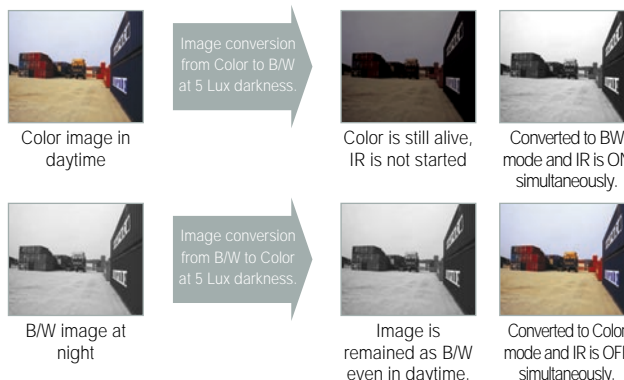 Image conversion
from Color to B/W
at 5 Lux darkness.
Color image in
daytime
Color is still alive,
IR is not started
Converted to BW
mode and IR is ON
simultaneously.
Image conversion
from B/W to Color
at 5 Lux darkness.
B/W image at
night
Image is
remained as B/W
even in daytime.
Converted to Color
mode and IR is OFF
simultaneously.